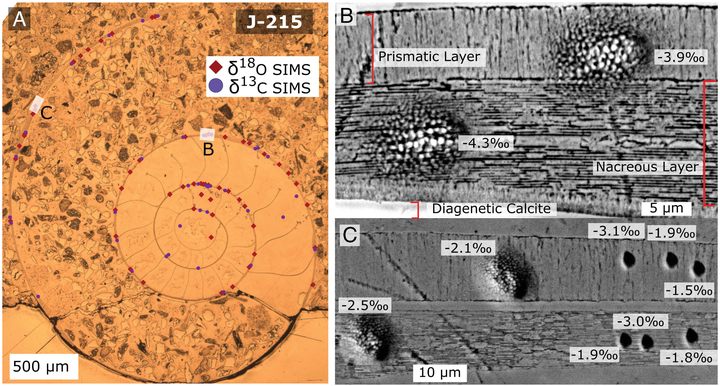 A
J-215
δ18O SIMS
δ13C SIMS
C
B
500 μm
B
-3.9‰
Prismatic Layer
-4.3‰
Nacreous Layer
Diagenetic Calcite
5 μm
C
-3.1‰ -1.9‰
-2.1‰
-1.5‰
-2.5‰
-3.0‰
-1.9‰ -1.8‰
10 μm